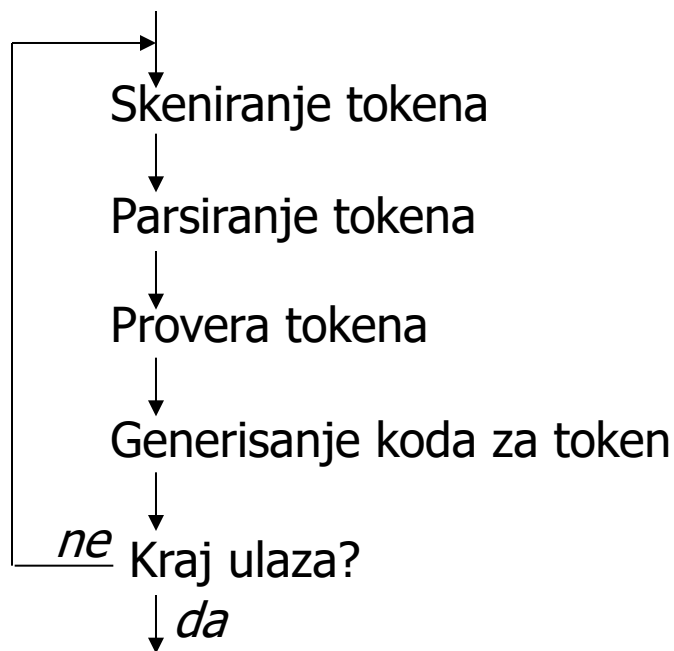 Skeniranje tokena
Parsiranje tokena
Provera tokena
Generisanje koda za token
ne Kraj ulaza?
da